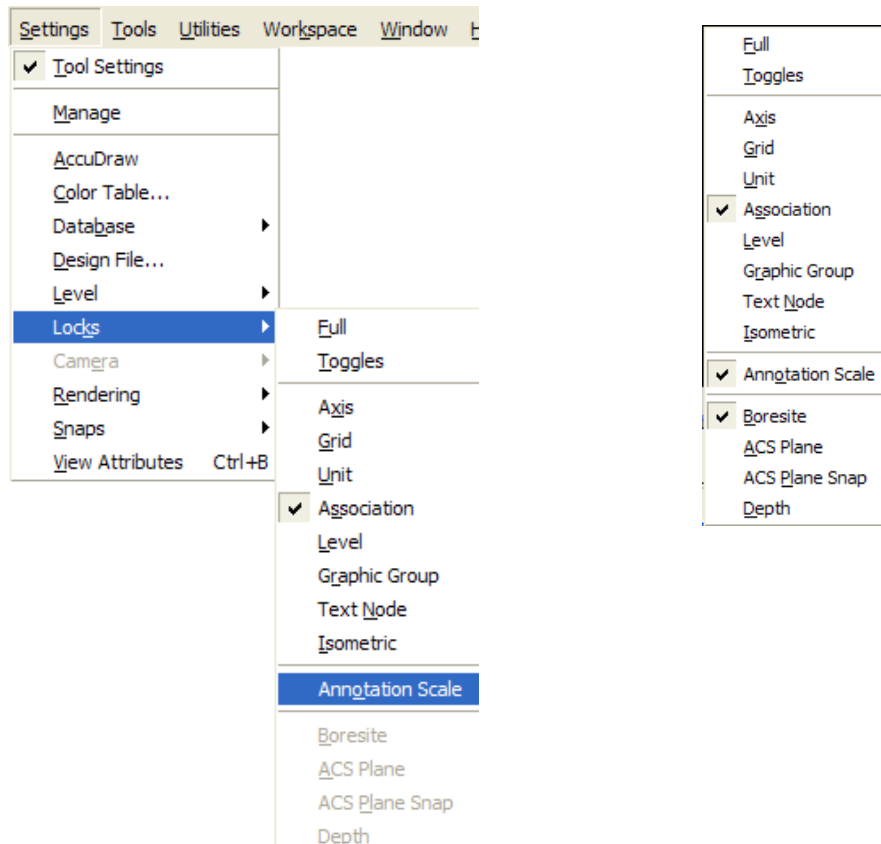 Settings Tools Utilities Workspace Window
Tool Settings
Manage
AccuDraw
Color Table...
Database
Design File...
Level
Locks
Camera
Rendering
Snaps
View Attributes Ctrl+B
Full
Toggles
Axis
Grid
Unit
Association
Level
Graphic Group
Text Node
Isometric
Annotation Scale
Boresite
ACS Plane
ACS Plane Snap
Depth
Full
Toggles
Axis
Grid
Unit
Association
Level
Graphic Group
Text Node
Isometric
Annotation Scale
Boresite
ACS Plane
ACS Plane Snap
Depth